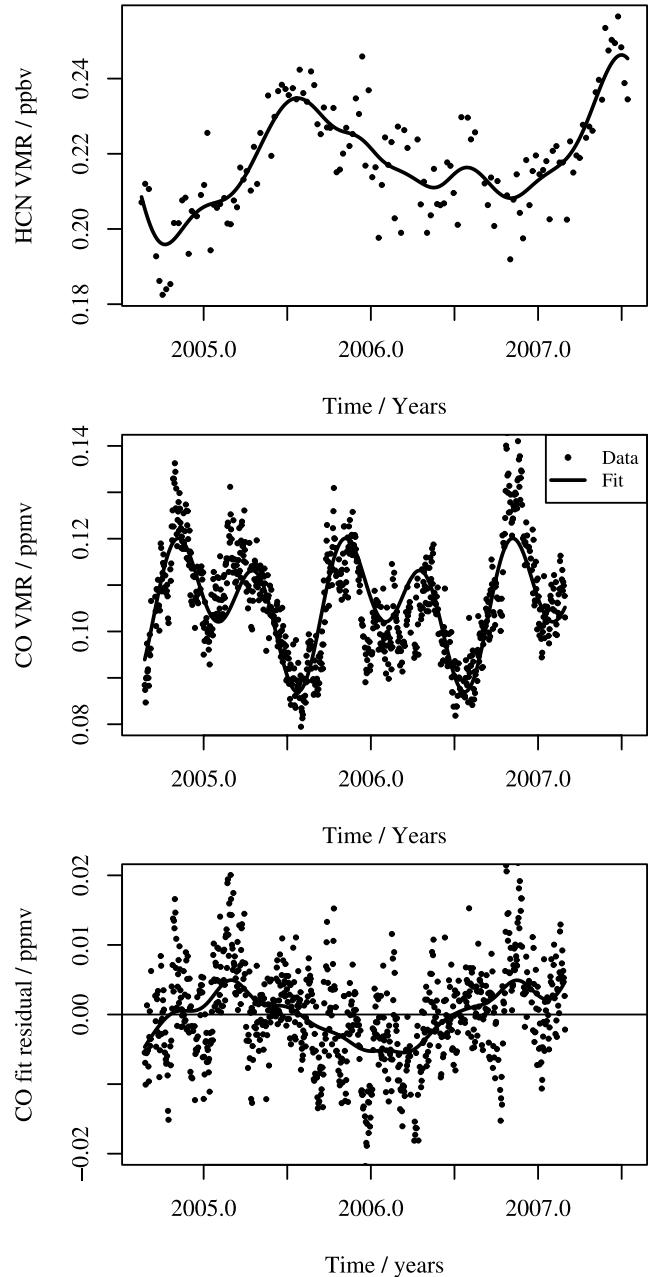 HCN VMR / ppbv
0.24
0.22
0.20
0.18
2005.0 2006.0 2007.0
Time / Years
CO VMR / ppmv
0.14
0.12
0.10
0.08
Data
Fit
2005.0 2006.0 2007.0
Time / Years
CO fit residual / ppmv
0.02
0.01
0.00
−0.02
2005.0 2006.0 2007.0
Time / years